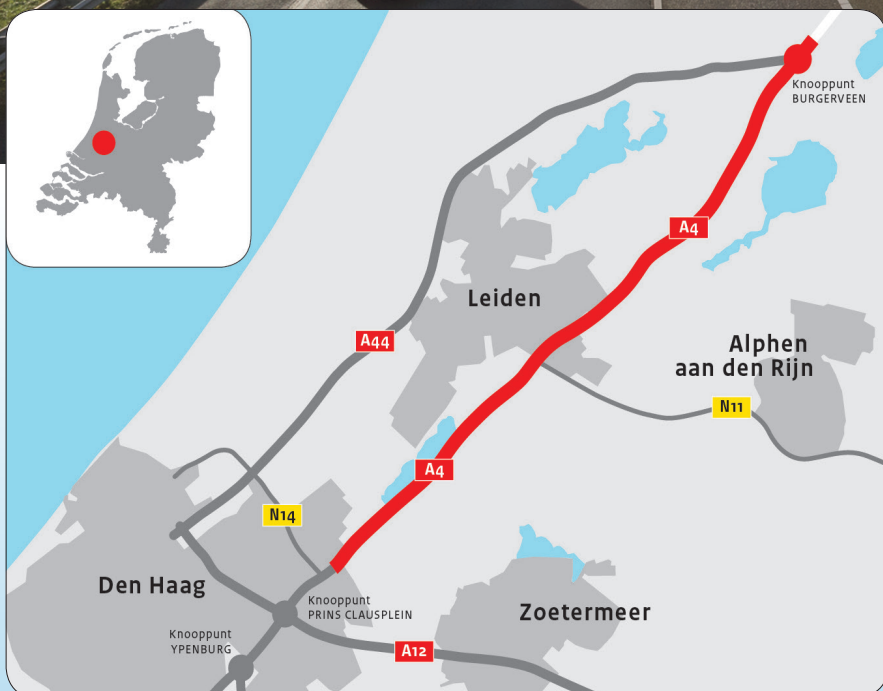 Knooppunt
BURGERVEEN
A4
Leiden
A44
Alphen
aan den Rijn
N11
A4
N14
Den Haag
Knooppunt
PRINS CLAUSPLEIN
Zoetermeer
Knooppunt
YPENBURG
A12